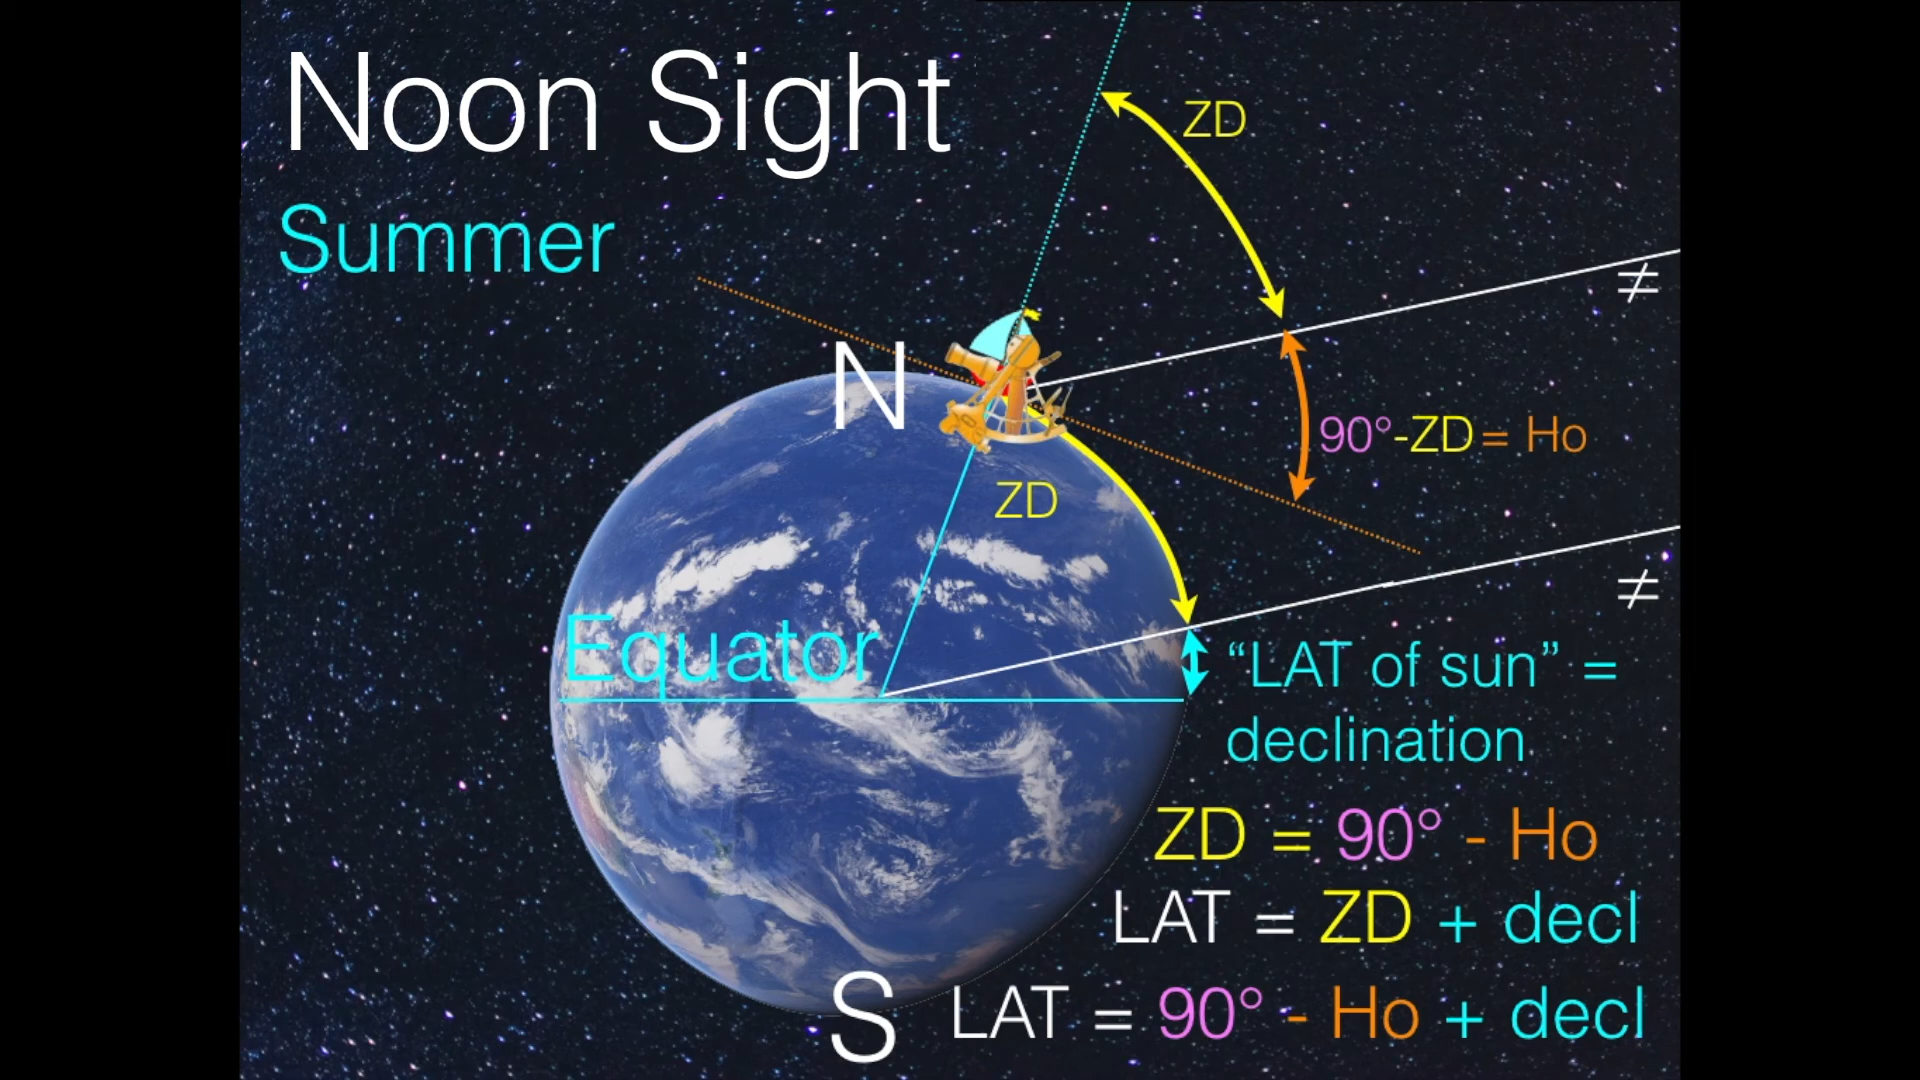 Noon Sight
Summer
ZD
≠
N
90°-ZD = Ho
ZD
≠
Equator
“LAT of sun” =
declination
ZD = 90° - Ho
LAT = ZD + decl
S
LAT = 90° - Ho + decl